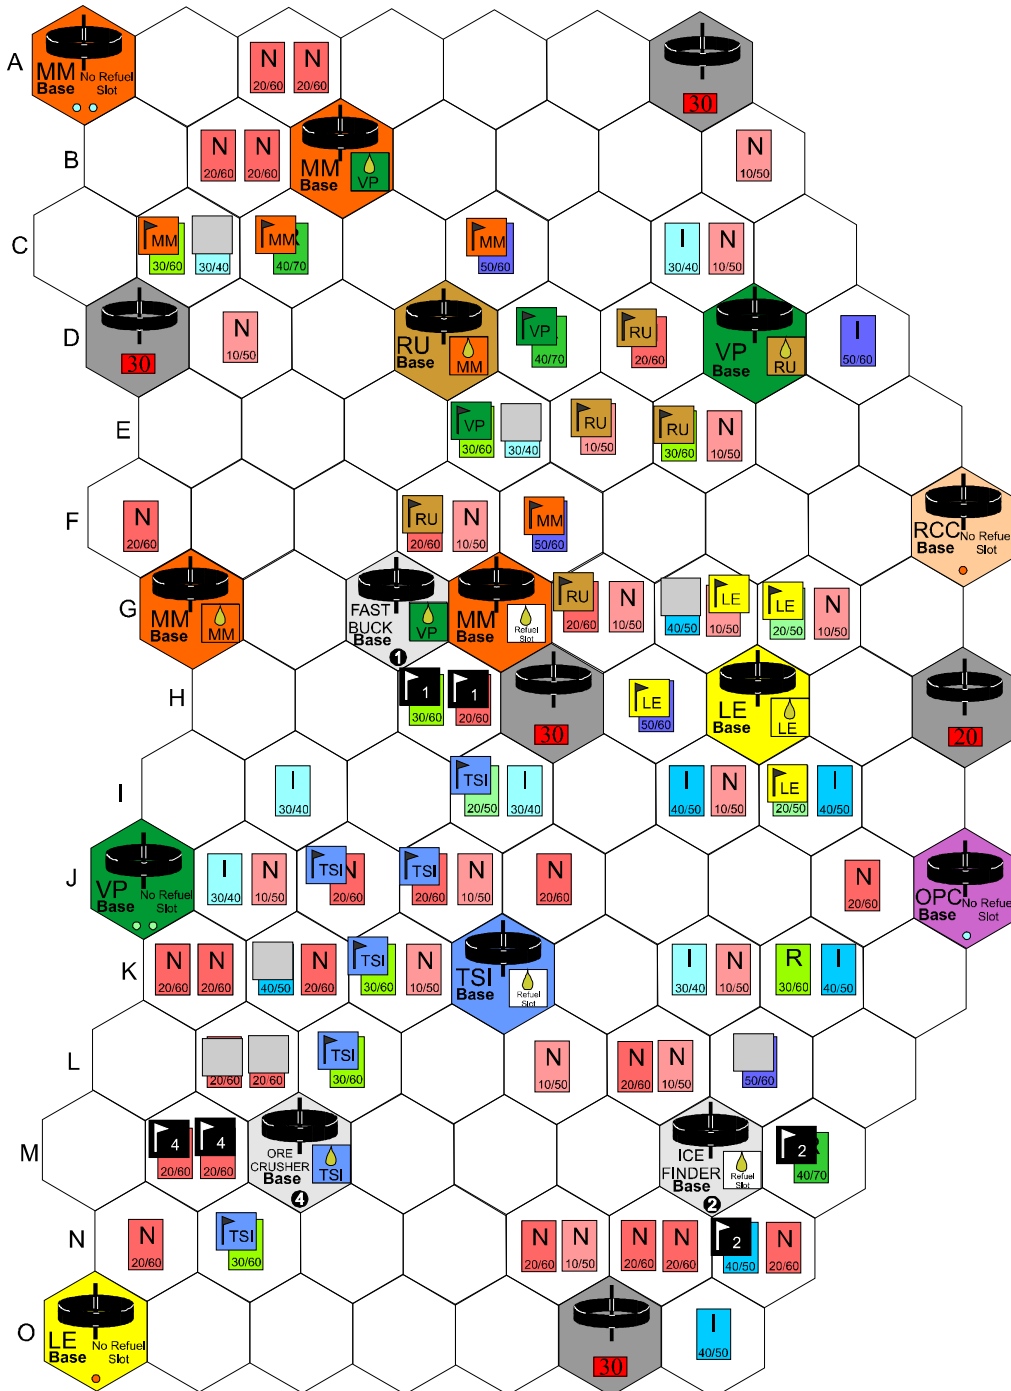 A
MM
Base
No Refuel
Slot
N
20/60
N
20/60
30
B
N
20/60
N
20/60
MM
Base
VP
N
10/50
C
MM
30/60
30/40
MM
40/70
MM
50/60
I
30/40
N
10/50
D
30
N
10/50
RU
Base
MM
VP
40/70
RU
20/60
VP
Base
RU
I
50/60
E
VP
30/60
30/40
RU
10/50
RU
30/60
N
10/50
F
N
20/60
RU
20/60
N
10/50
MM
50/60
RCC
Base
No Refuel
Slot
G
MM
Base
MM
FAST
BUCK
Base
VP
1
MM
Base
Refuel
Slot
RU
20/60
N
10/50
40/50
LE
10/50
LE
20/50
N
10/50
H
1
30/60
1
20/60
30
LE
50/60
LE
Base
LE
20
I
I
30/40
TSI
20/50
I
30/40
I
40/50
N
10/50
LE
20/50
I
40/50
J
VP
Base
No Refuel
Slot
I
30/40
N
10/50
TSI
N
20/60
TSI
20/60
N
10/50
N
20/60
N
20/60
OPC
Base
No Refuel
Slot
K
N
20/60
N
20/60
40/50
N
20/60
TSI
30/60
N
10/50
TSI
Base
Refuel
Slot
I
30/40
N
10/50
R
30/60
I
40/50
L
20/60
20/60
TSI
30/60
N
10/50
N
20/60
N
10/50
50/60
M
4
20/60
4
20/60
ORE
CRUSHER
Base
TSI
4
ICE
FINDER
Base
Refuel
Slot
2
2
40/70
N
N
20/60
TSI
30/60
N
20/60
N
10/50
N
20/60
N
20/60
2
40/50
N
20/60
O
LE
Base
No Refuel
Slot
30
I
40/50